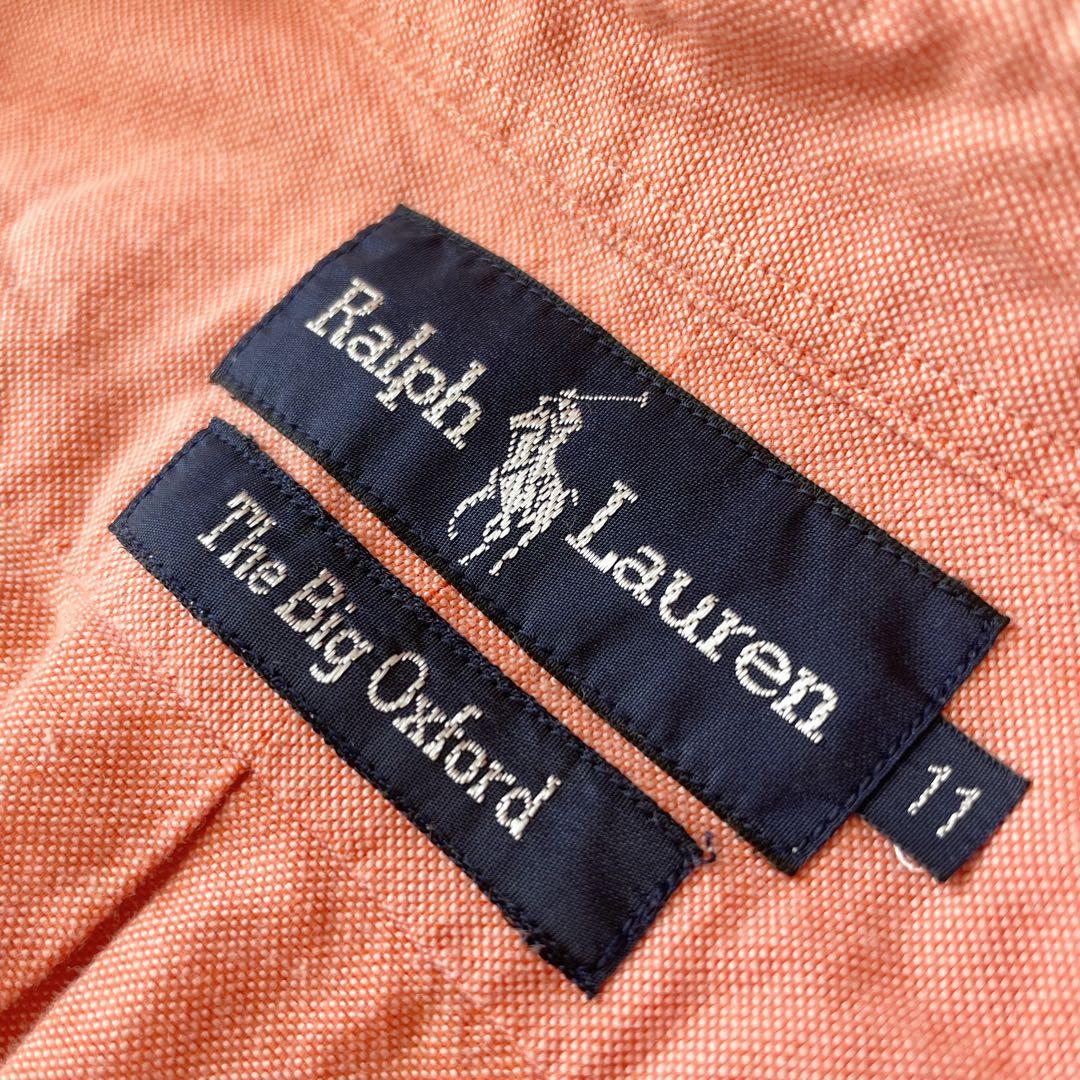 Ralph Lauren
11
The Big Oxford